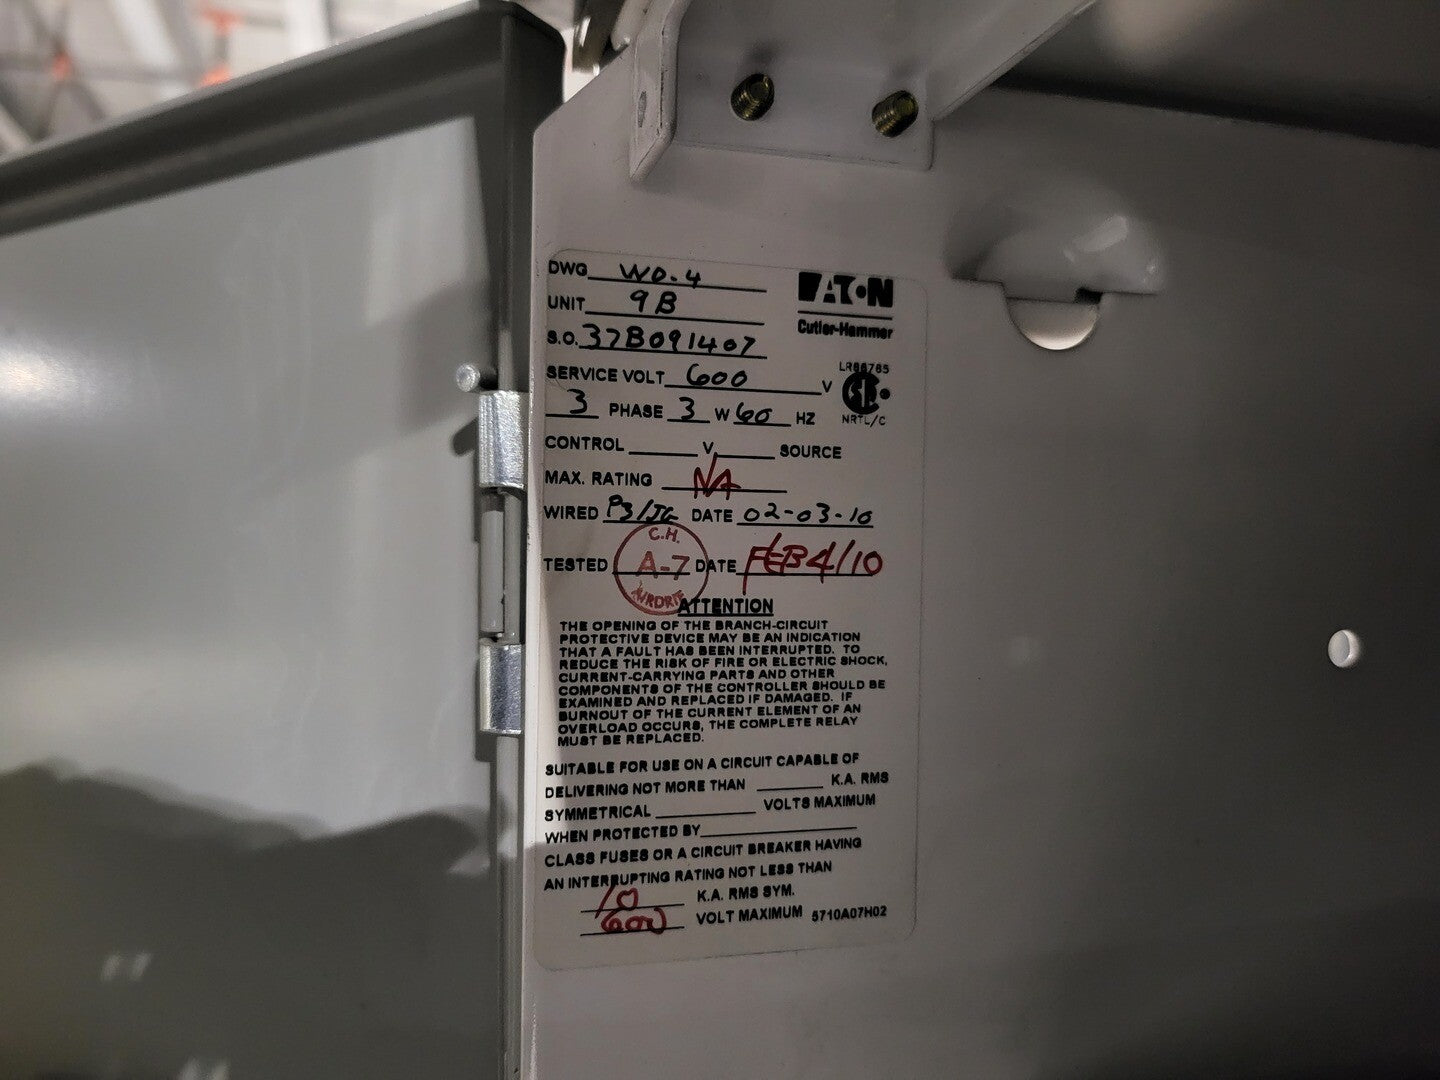 DWG WD.4
EATON
UNIT 9B
Cutler-Hammer
S.O. 37B091407
SERVICE VOLT 600 V
LR88765
3 PHASE 3 W 60 HZ
NRTL/C
CONTROL V SOURCE
MAX. RATING NA
WIRED DATE 02-03-10
C.H.
TESTED A-7 DATE FEB 4/10
AIRDRIE
ATTENTION
THE OPENING OF THE BRANCH-CIRCUIT
PROTECTIVE DEVICE MAY BE AN INDICATION
THAT A FAULT HAS BEEN INTERRUPTED. TO
REDUCE THE RISK OF FIRE OR ELECTRIC SHOCK,
CURRENT-CARRYING PARTS AND OTHER
COMPONENTS OF THE CONTROLLER SHOULD BE
EXAMINED AND REPLACED IF DAMAGED. IF
BURNOUT OF THE CURRENT ELEMENT OF AN
OVERLOAD OCCURS, THE COMPLETE RELAY
MUST BE REPLACED.
SUITABLE FOR USE ON A CIRCUIT CAPABLE OF
DELIVERING NOT MORE THAN K.A. RMS
SYMMETRICAL VOLTS MAXIMUM
WHEN PROTECTED BY
CLASS FUSES OR A CIRCUIT BREAKER HAVING
AN INTERRUPTING RATING NOT LESS THAN
10 K.A. RMS SYM.
600 VOLT MAXIMUM 5710A07H02